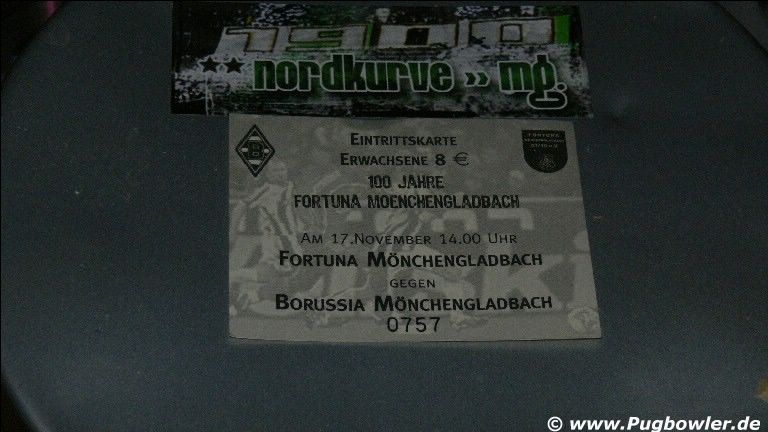 1900
** nordkurve » mg.
Eintrittskarte
Erwachsene 8 €
100 JAHRE
FORTUNA MOENCHENGLADBACH
Am 17.November 14.00 Uhr
Fortuna Mönchengladbach
gegen
Borussia Mönchengladbach
0757
© www.Pugbowler.de